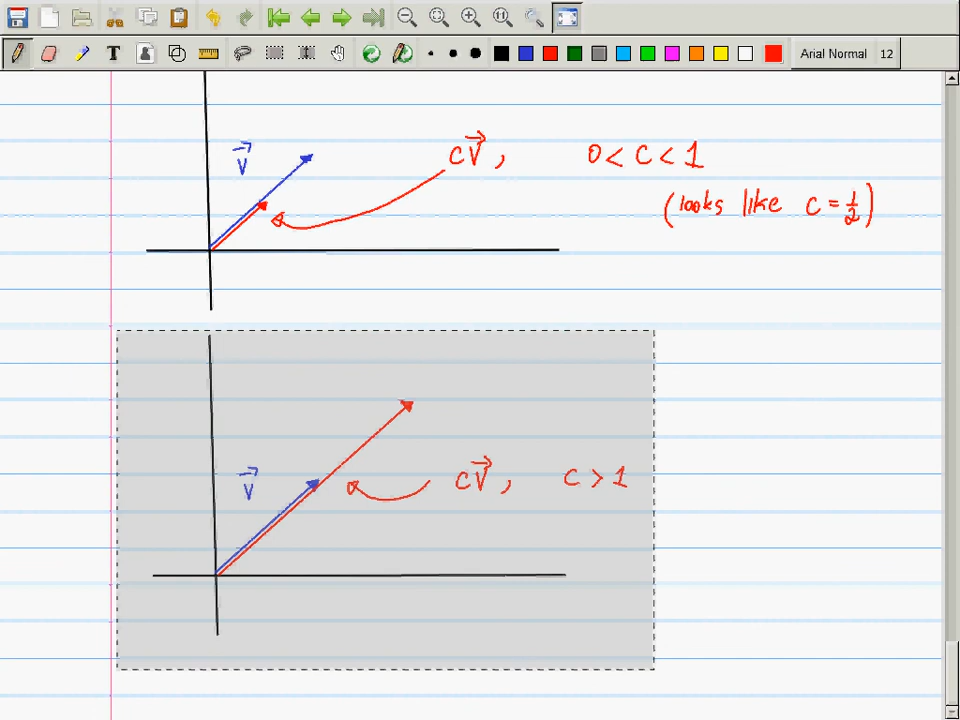 Arial Normal 12
V⃗ cV⃗, 0 < c < 1
(looks like c = 1/2)
V⃗ cV⃗, c > 1